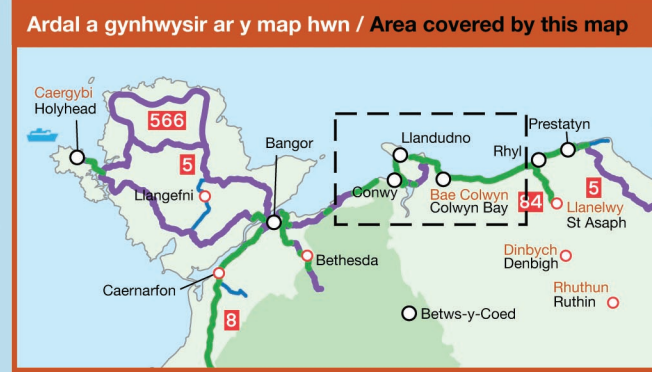 Ardal a gynhwysir ar y map hwn / Area covered by this map
Caergybi
Holyhead
566
5
Llangefni
Bangor
Caernarfon
8
Bethesda
Llandudno
Conwy
Bae Colwyn
Colwyn Bay
Rhyl
Prestatyn
84
5
Llanelwy
St Asaph
Dinbych
Denbigh
Rhuthun
Ruthin
Betws-y-Coed